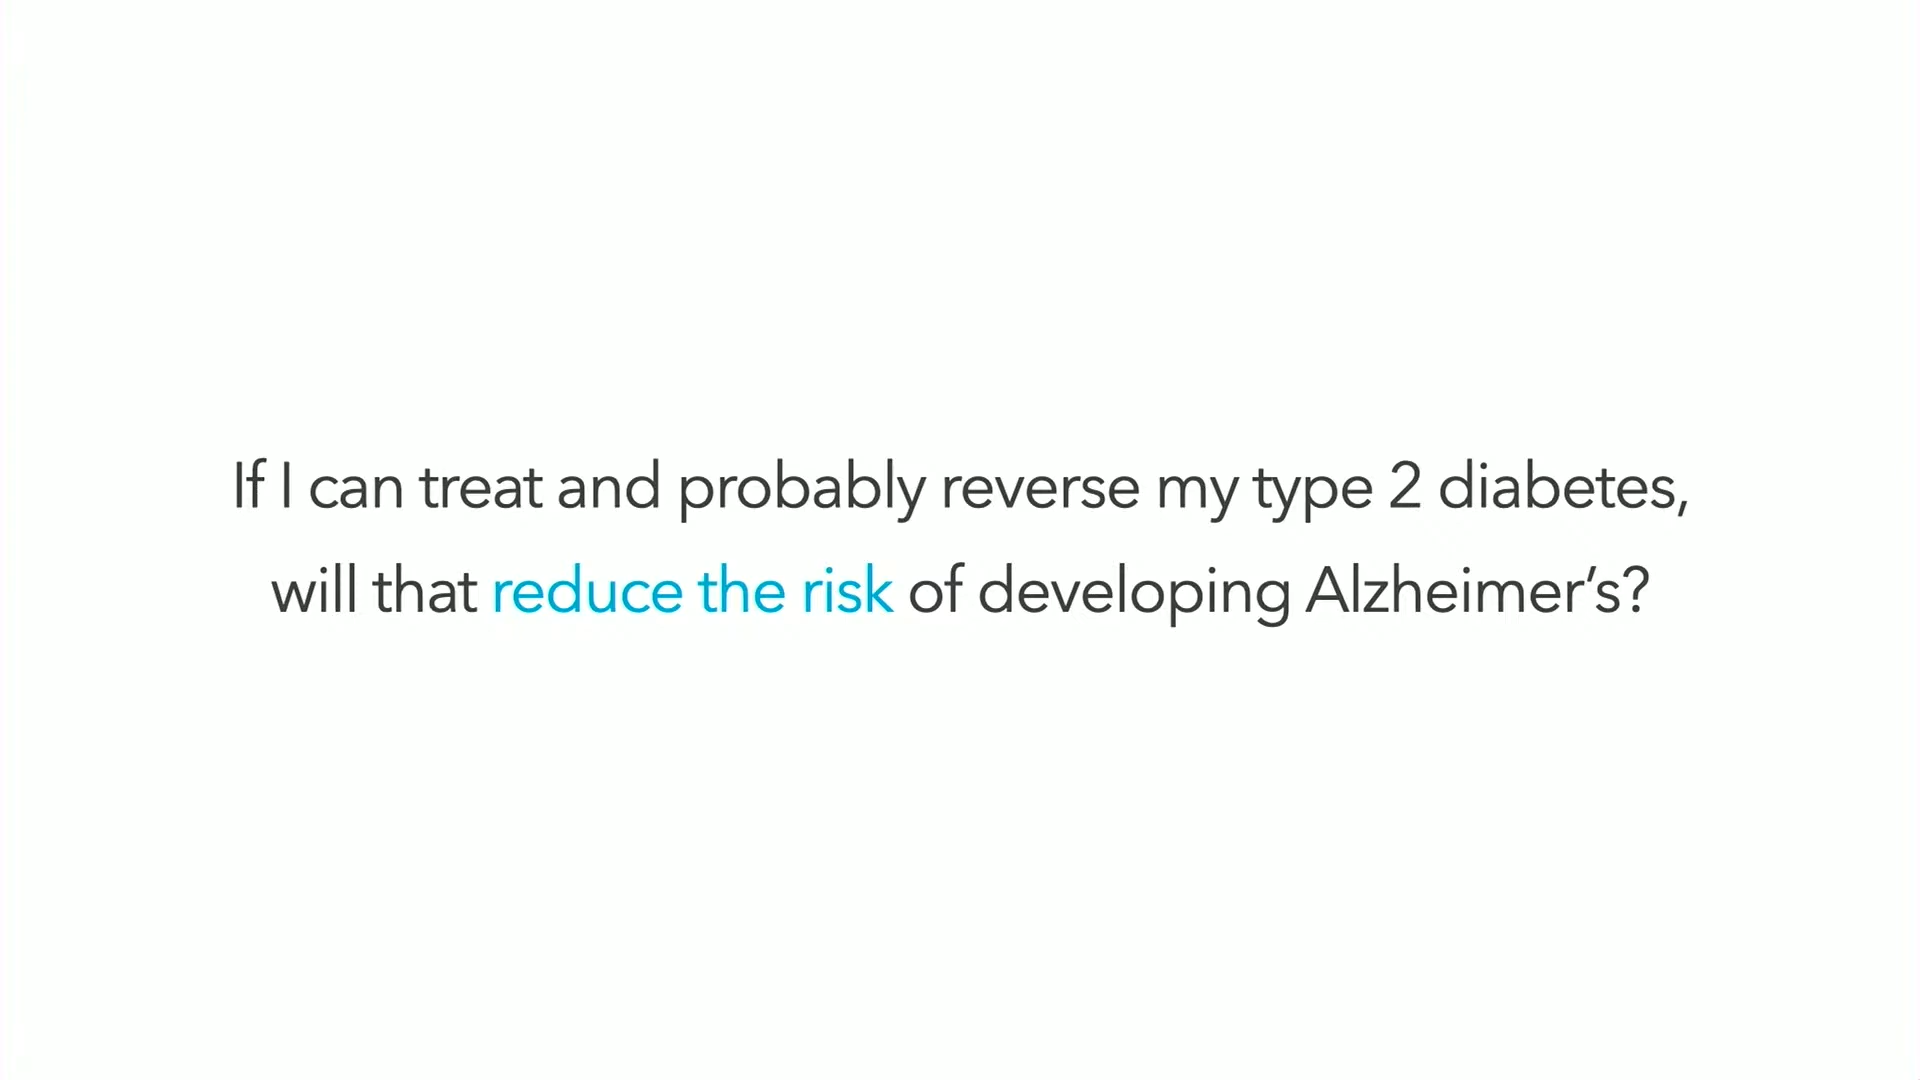 If I can treat and probably reverse my type 2 diabetes,
will that reduce the risk of developing Alzheimer’s?